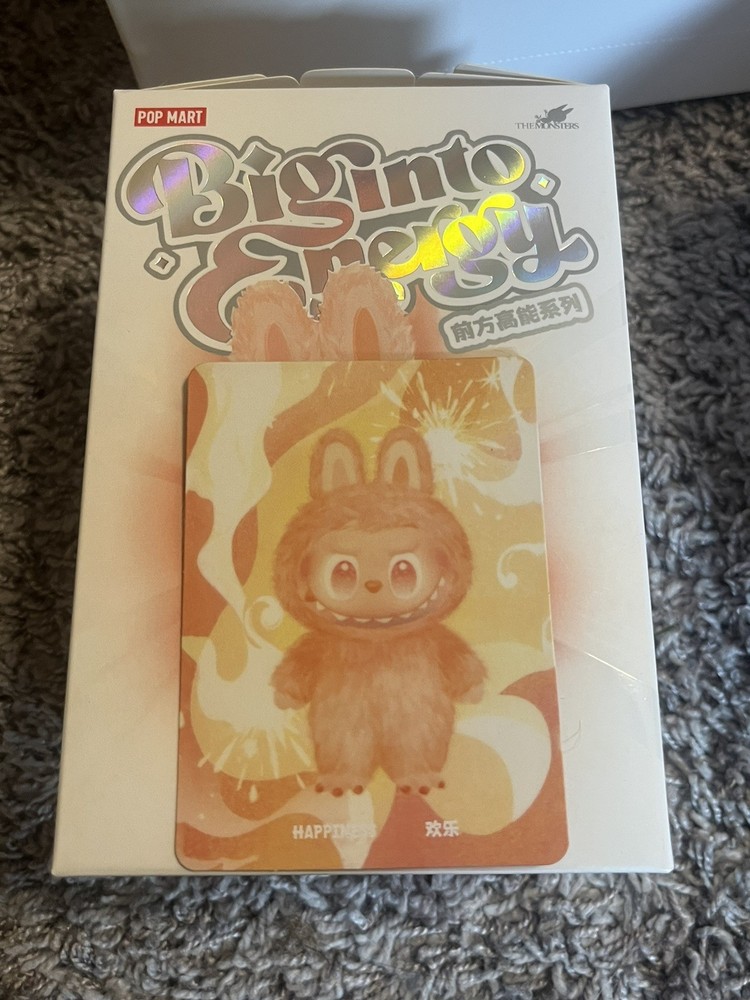 POP MART
THE MONSTERS
Big into
Energy
前方高能系列
HAPPINESS 欢乐